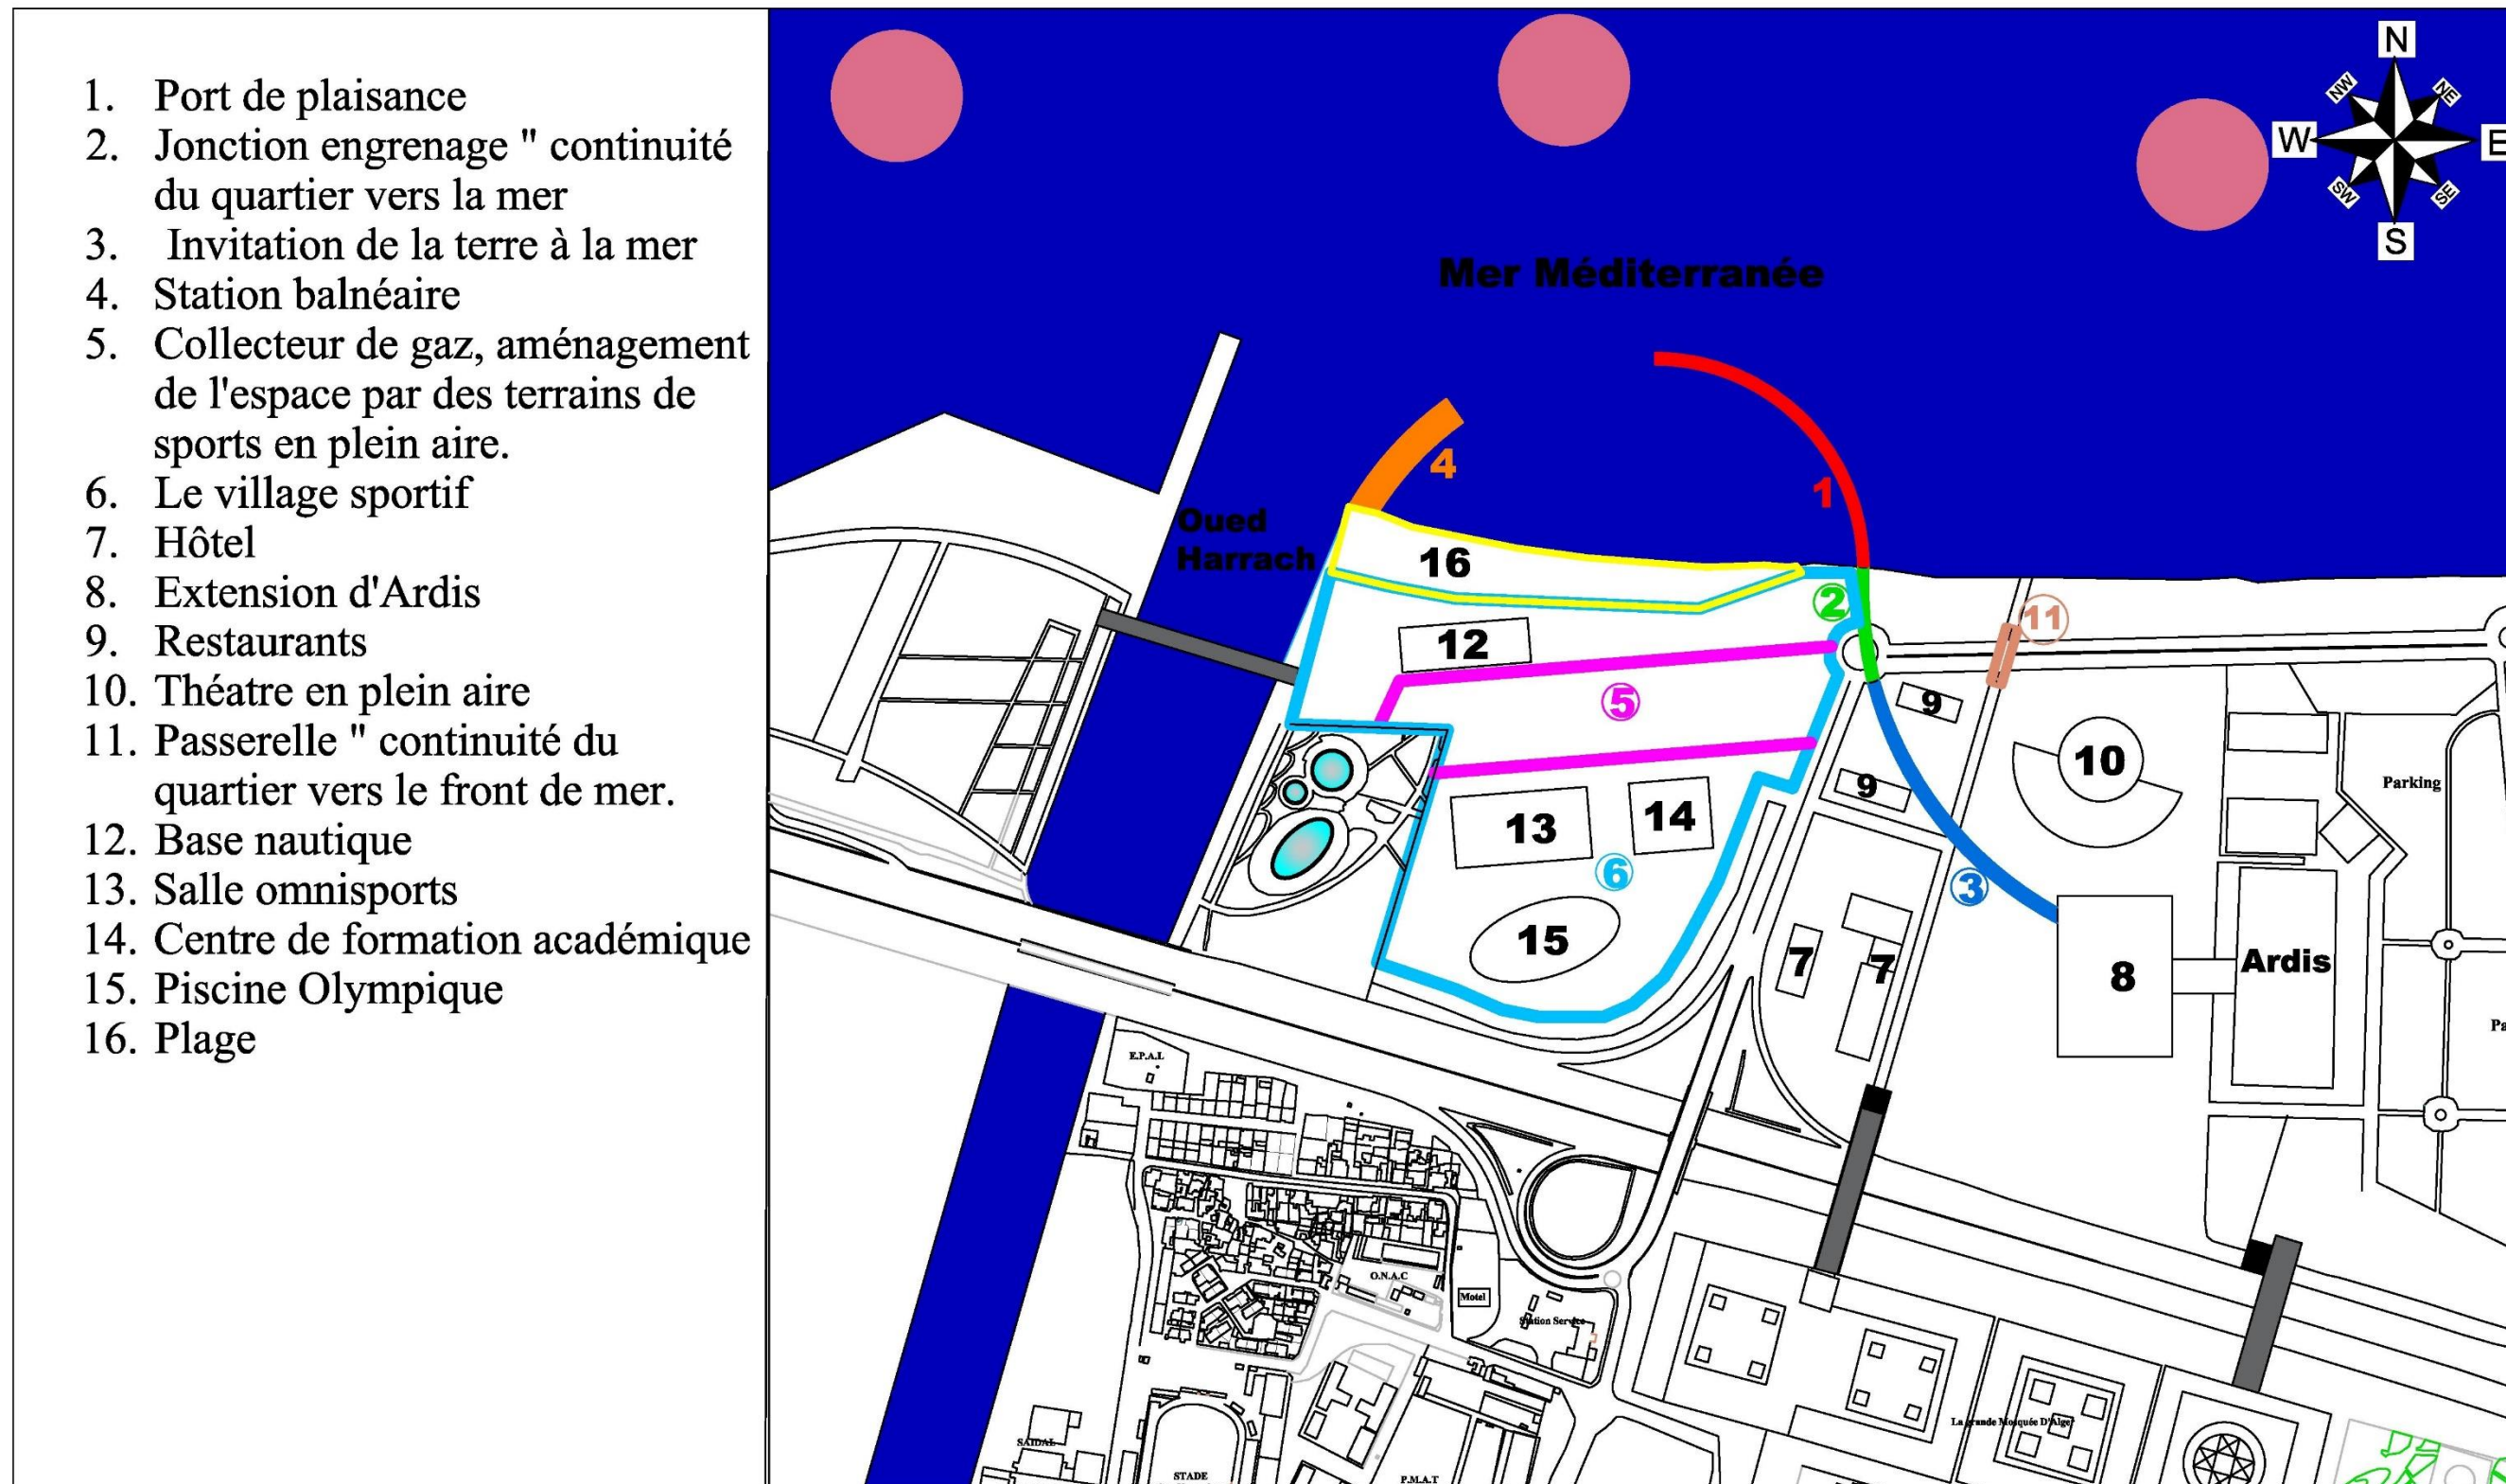 1. Port de plaisance
2. Jonction engrenage " continuité
du quartier vers la mer
3. Invitation de la terre à la mer
4. Station balnéaire
5. Collecteur de gaz, aménagement
de l'espace par des terrains de
sports en plein aire.
6. Le village sportif
7. Hôtel
8. Extension d'Ardis
9. Restaurants
10. Théatre en plein aire
11. Passerelle " continuité du
quartier vers le front de mer.
12. Base nautique
13. Salle omnisports
14. Centre de formation académique
15. Piscine Olympique
16. Plage
N
NW
NE
W
E
SW
SE
S
Mer Méditerranée
4
1
Oued
Harrach
16
2
11
12
5
9
10
9
Parking
13
14
6
3
15
7
7
8
Ardis
Pa
E.P.A.L
O.N.A.C
Motel
Station Service
La grande Mosquée D'Alger
SAIDAL
STADE
P.M.A.T